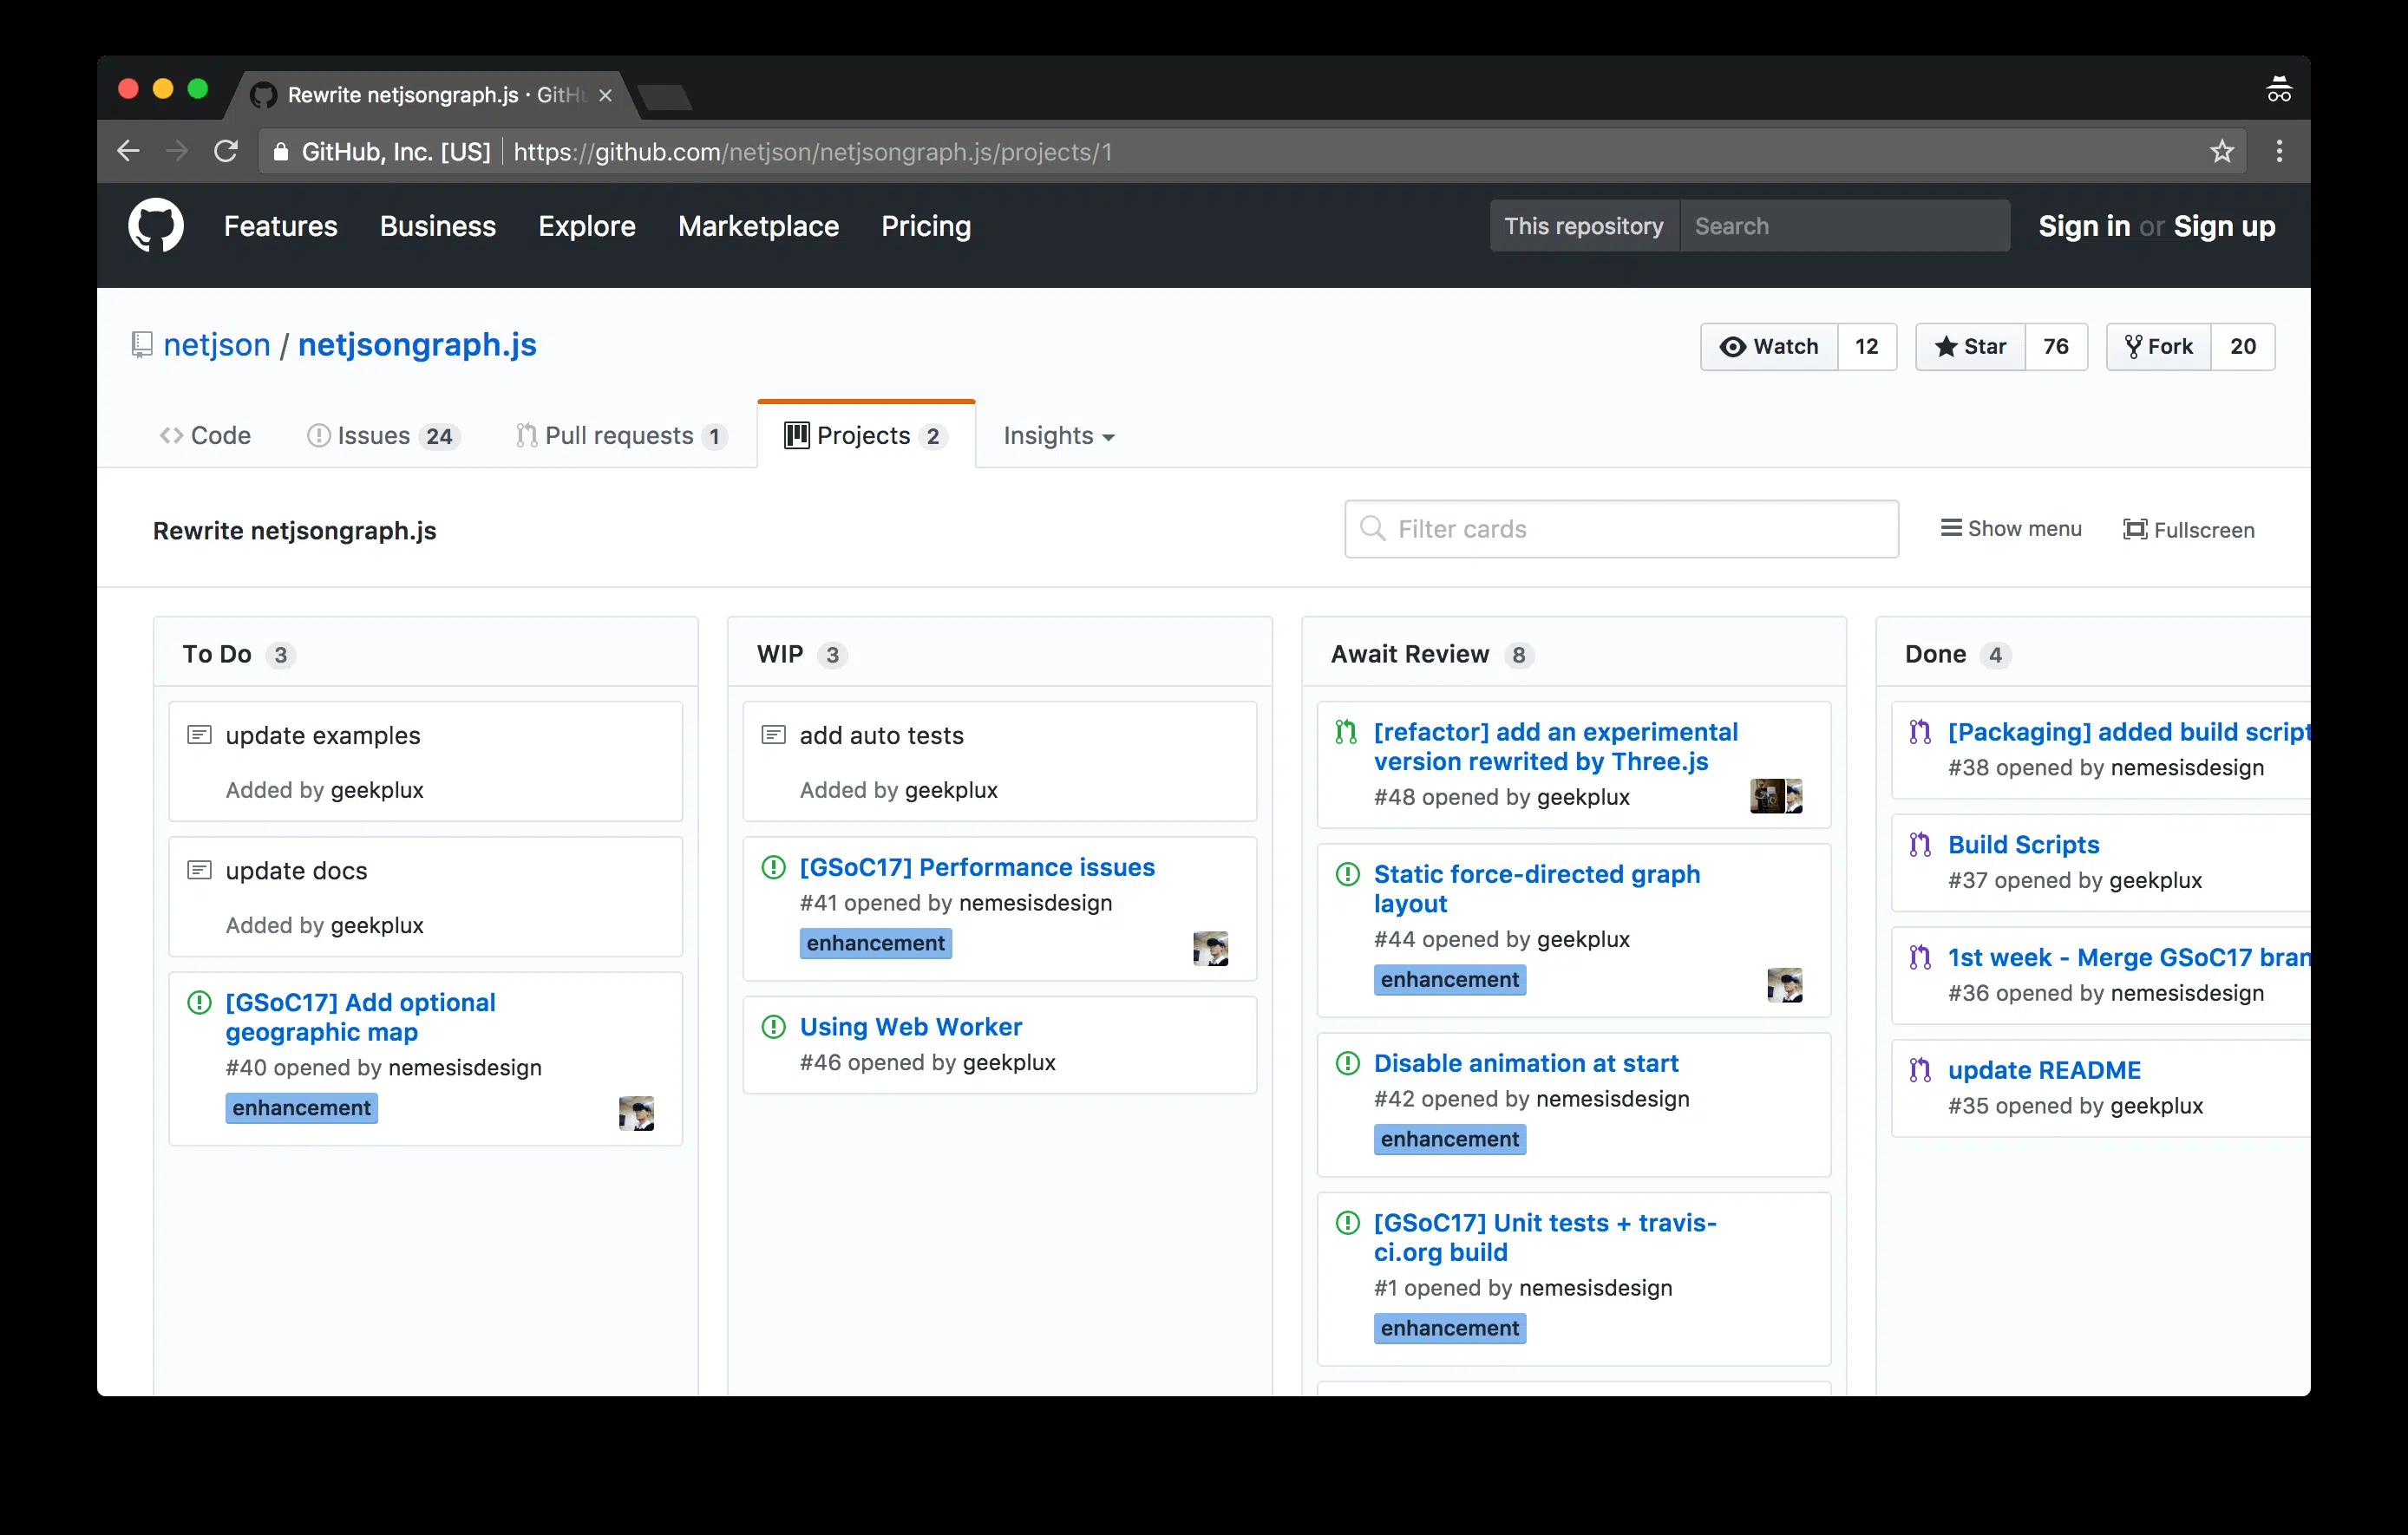 Rewrite netjsongraph.js · GitHu
GitHub, Inc. [US] https://github.com/netjson/netjsongraph.js/projects/1
Features Business Explore Marketplace Pricing This repository Search Sign in or Sign up
netjson / netjsongraph.js Watch 12 Star 76 Fork 20
Code Issues 24 Pull requests 1 Projects 2 Insights
Rewrite netjsongraph.js Filter cards Show menu Fullscreen
To Do 3
update examples
Added by geekplux
update docs
Added by geekplux
[GSoC17] Add optional
geographic map
#40 opened by nemesisdesign
enhancement
WIP 3
add auto tests
Added by geekplux
[GSoC17] Performance issues
#41 opened by nemesisdesign
enhancement
Using Web Worker
#46 opened by geekplux
Await Review 8
[refactor] add an experimental
version rewrited by Three.js
#48 opened by geekplux
Static force-directed graph
layout
#44 opened by geekplux
enhancement
Disable animation at start
#42 opened by nemesisdesign
enhancement
[GSoC17] Unit tests + travis-
ci.org build
#1 opened by nemesisdesign
enhancement
Done 4
[Packaging] added build script
#38 opened by nemesisdesign
Build Scripts
#37 opened by geekplux
1st week - Merge GSoC17 bran
#36 opened by nemesisdesign
update README
#35 opened by geekplux